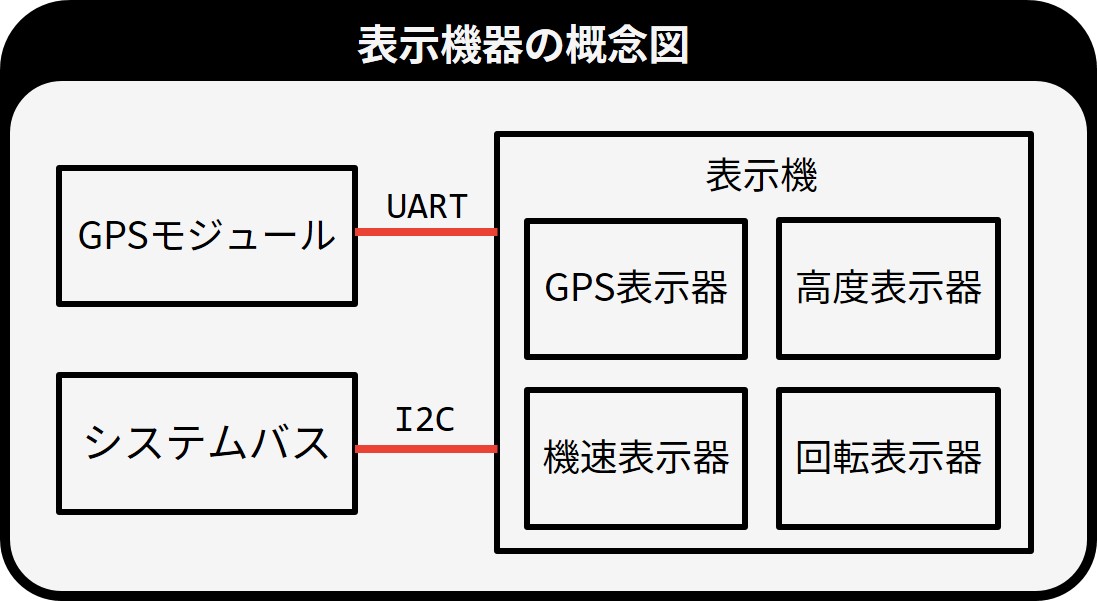 表示機器の概念図
GPSモジュール
UART
表示機
GPS表示器
高度表示器
システムバス
I2C
機速表示器
回転表示器